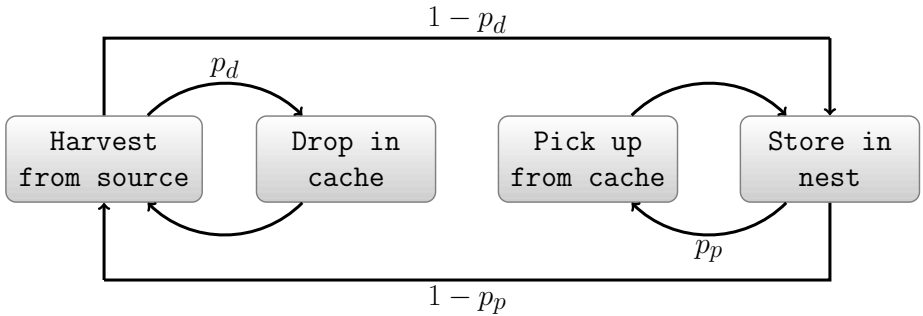 1 − p_d
p_d
Harvest
from source
Drop in
cache
Pick up
from cache
Store in
nest
p_p
1 − p_p